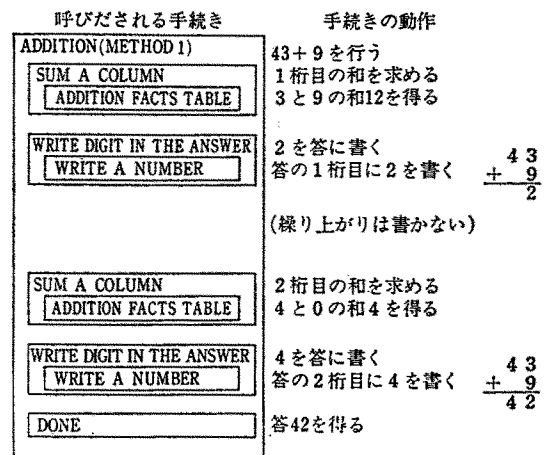 呼びだされる手続き 手続きの動作
ADDITION(METHOD 1) 43+9を行う
SUM A COLUMN 1桁目の和を求める
ADDITION FACTS TABLE 3と9の和12を得る
WRITE DIGIT IN THE ANSWER 2を答に書く 4 3
WRITE A NUMBER 答の1桁目に2を書く + 9
2
(繰り上がりは書かない)
SUM A COLUMN 2桁目の和を求める
ADDITION FACTS TABLE 4と0の和4を得る
WRITE DIGIT IN THE ANSWER 4を答に書く 4 3
WRITE A NUMBER 答の2桁目に4を書く + 9
4 2
DONE 答42を得る